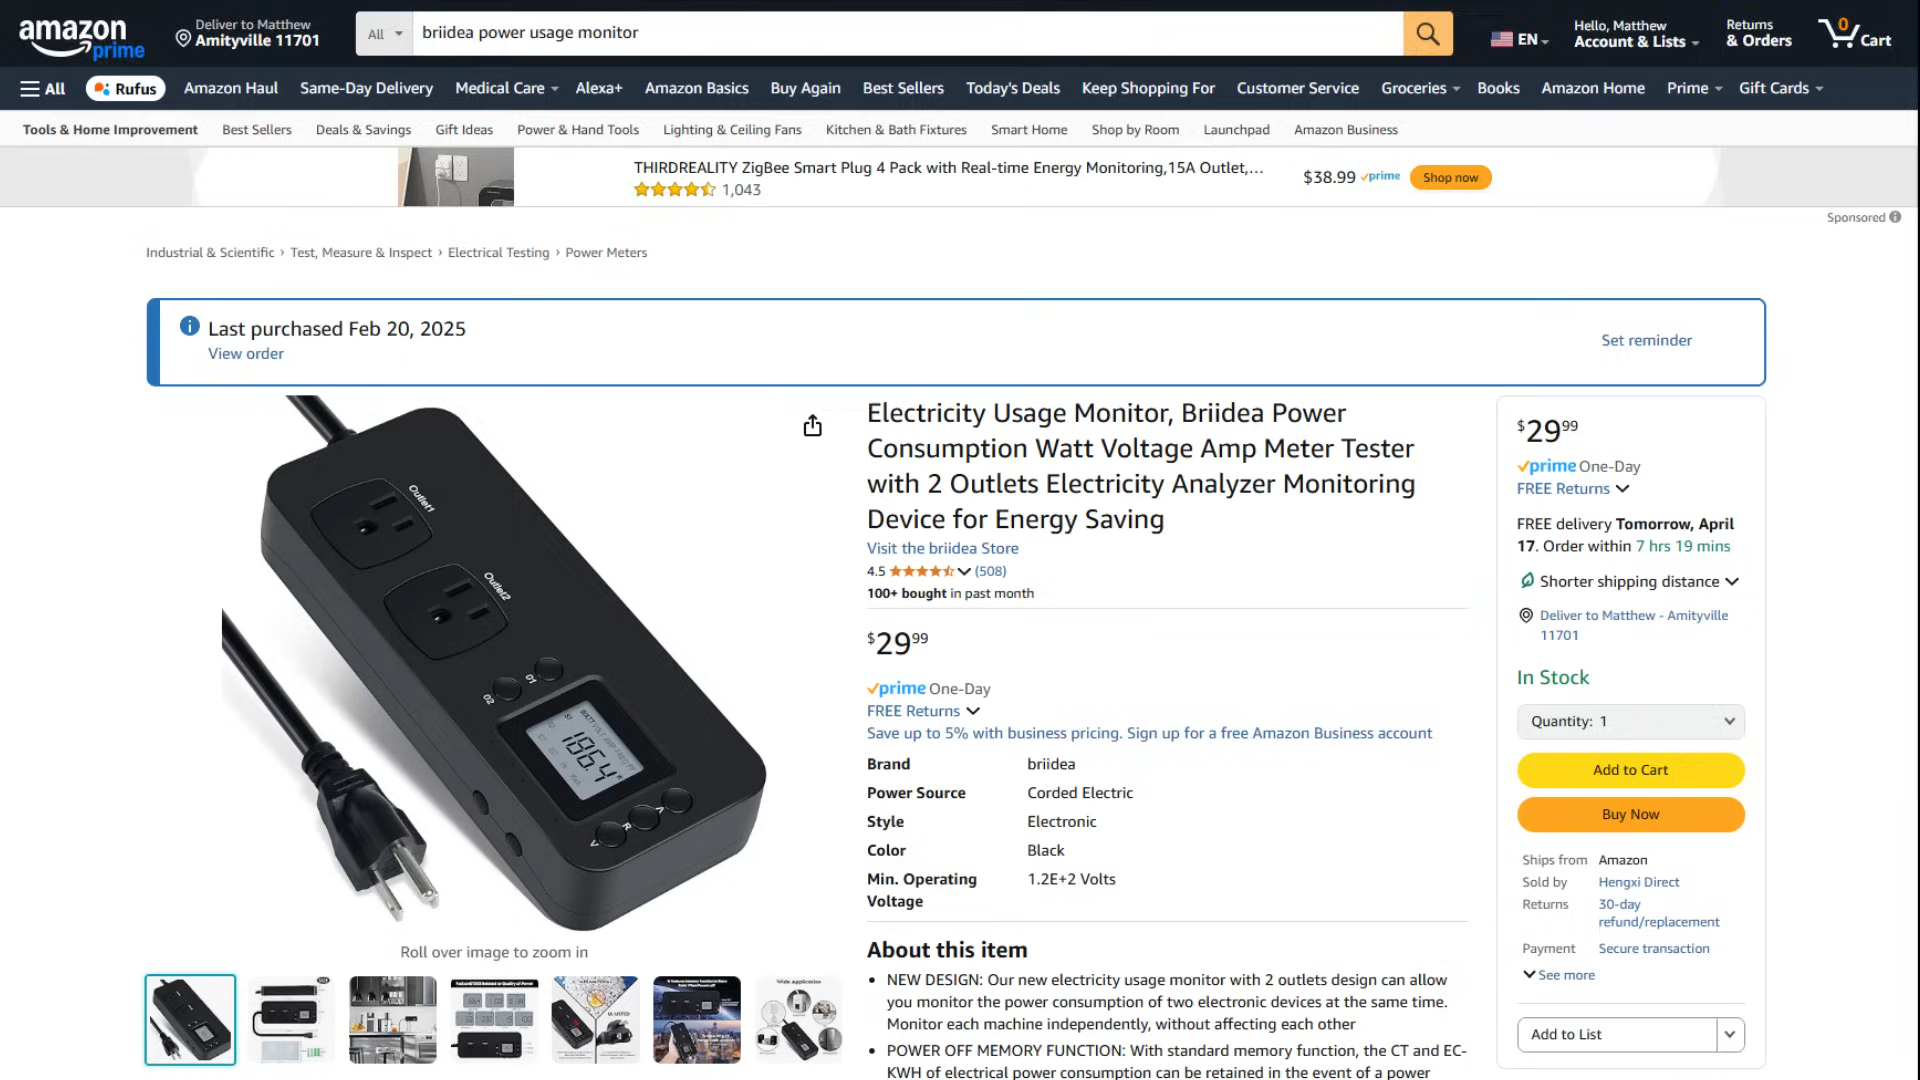 amazon
prime
Deliver to Matthew
Amityville 11701
All
briidea power usage monitor
EN
Hello, Matthew
Account & Lists
Returns
& Orders
0
Cart
All
Rufus
Amazon Haul
Same-Day Delivery
Medical Care
Alexa+
Amazon Basics
Buy Again
Best Sellers
Today's Deals
Keep Shopping For
Customer Service
Groceries
Books
Amazon Home
Prime
Gift Cards
Tools & Home Improvement
Best Sellers
Deals & Savings
Gift Ideas
Power & Hand Tools
Lighting & Ceiling Fans
Kitchen & Bath Fixtures
Smart Home
Shop by Room
Launchpad
Amazon Business
THIRDREALITY ZigBee Smart Plug 4 Pack with Real-time Energy Monitoring,15A Outlet,...
1,043
$38.99 prime
Shop now
Sponsored
Industrial & Scientific › Test, Measure & Inspect › Electrical Testing › Power Meters
Last purchased Feb 20, 2025
View order
Set reminder
Outlet1
Outlet2
01
02
WATT VOLT AMP FREQ PF
S1
186.4
V
R
Roll over image to zoom in
Wide Application
Electricity Usage Monitor, Briidea Power
Consumption Watt Voltage Amp Meter Tester
with 2 Outlets Electricity Analyzer Monitoring
Device for Energy Saving
Visit the briidea Store
4.5 (508)
100+ bought in past month
$29.99
prime One-Day
FREE Returns
Save up to 5% with business pricing. Sign up for a free Amazon Business account
Brand briidea
Power Source Corded Electric
Style Electronic
Color Black
Min. Operating 1.2E+2 Volts
Voltage
About this item
• NEW DESIGN: Our new electricity usage monitor with 2 outlets design can allow
you monitor the power consumption of two electronic devices at the same time.
Monitor each machine independently, without affecting each other
• POWER OFF MEMORY FUNCTION: With standard memory function, the CT and EC-
KWH of electrical power consumption can be retained in the event of a power
$29.99
prime One-Day
FREE Returns
FREE delivery Tomorrow, April
17. Order within 7 hrs 19 mins
Shorter shipping distance
Deliver to Matthew - Amityville
11701
In Stock
Quantity: 1
Add to Cart
Buy Now
Ships from Amazon
Sold by Hengxi Direct
Returns 30-day
refund/replacement
Payment Secure transaction
See more
Add to List